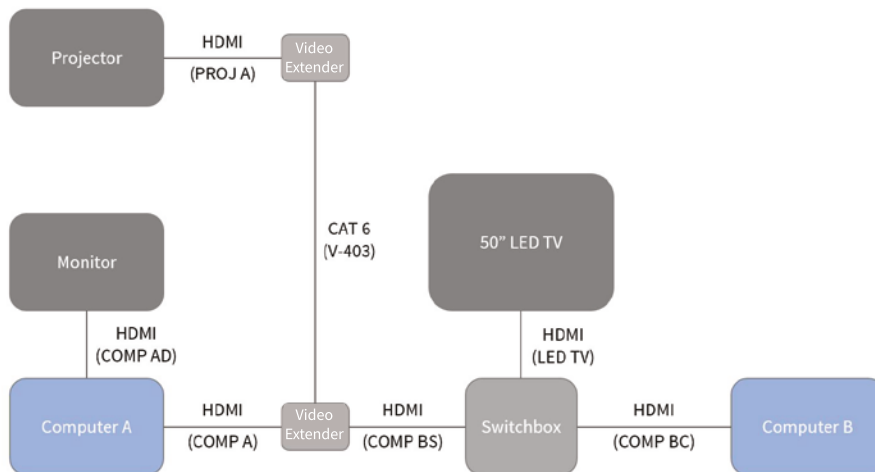 Projector
HDMI
(PROJ A)
Video
Extender
CAT 6
(V-403)
50” LED TV
Monitor
HDMI
(COMP AD)
HDMI
(LED TV)
Computer A
HDMI
(COMP A)
Video
Extender
HDMI
(COMP BS)
Switchbox
HDMI
(COMP BC)
Computer B